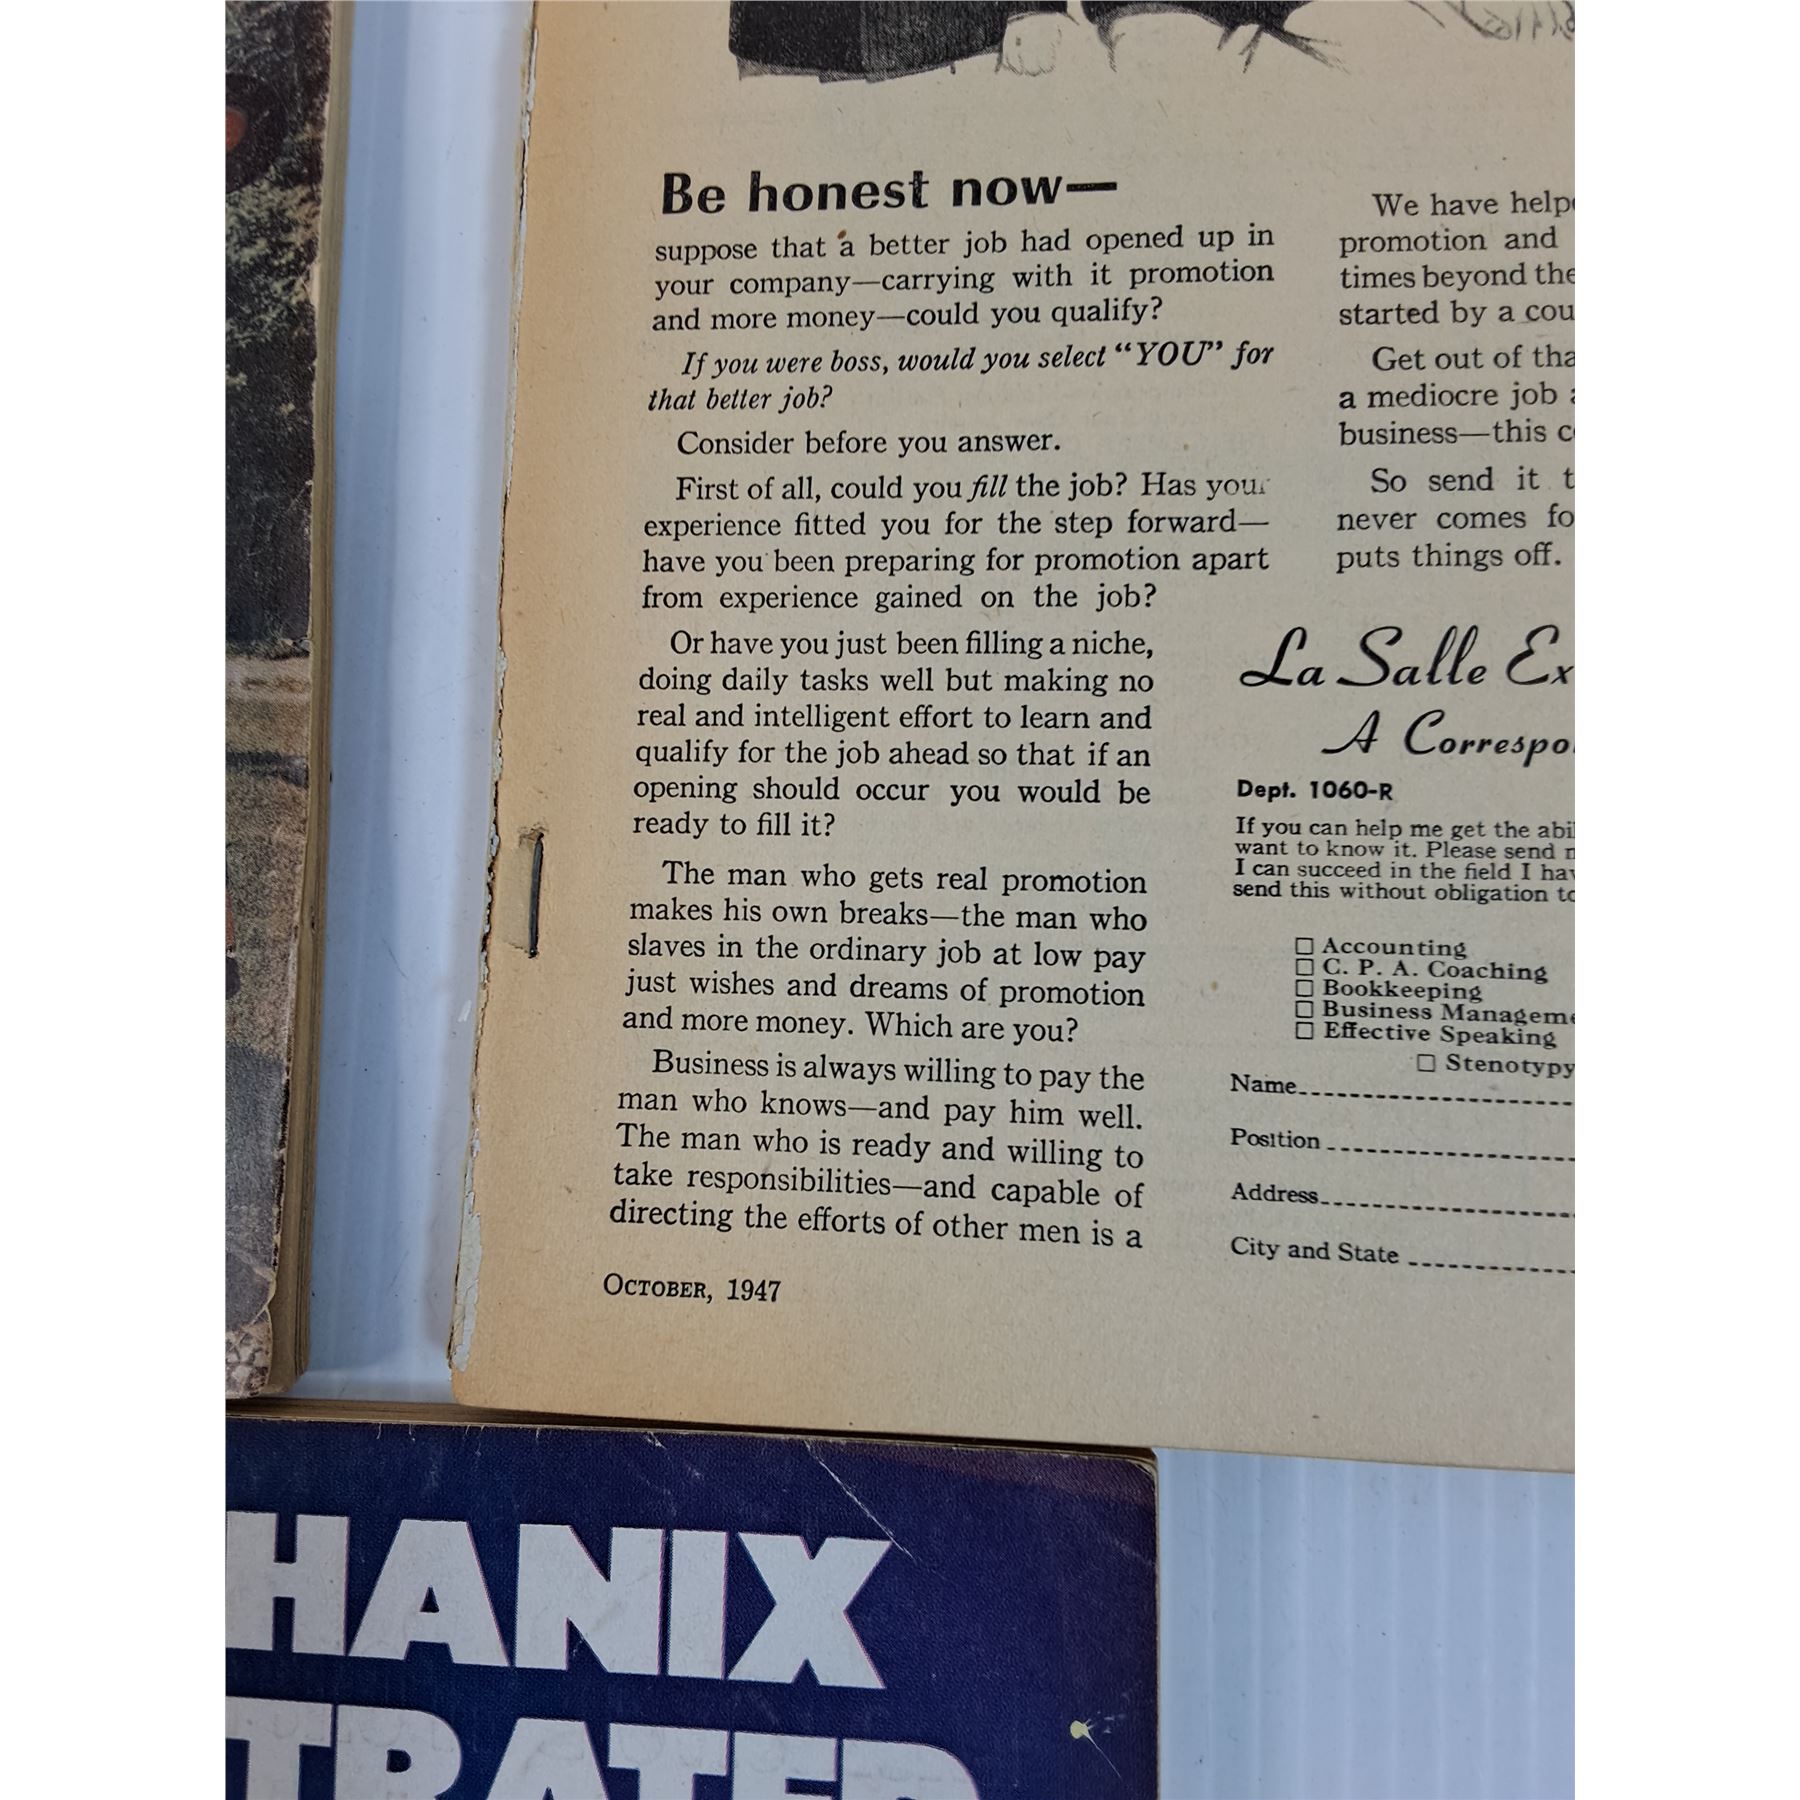 Be honest now—
suppose that a better job had opened up in
your company—carrying with it promotion
and more money—could you qualify?
If you were boss, would you select “YOU” for
that better job?
Consider before you answer.
First of all, could you fill the job? Has your
experience fitted you for the step forward—
have you been preparing for promotion apart
from experience gained on the job?
Or have you just been filling a niche,
doing daily tasks well but making no
real and intelligent effort to learn and
qualify for the job ahead so that if an
opening should occur you would be
ready to fill it?
The man who gets real promotion
makes his own breaks—the man who
slaves in the ordinary job at low pay
just wishes and dreams of promotion
and more money. Which are you?
Business is always willing to pay the
man who knows—and pay him well.
The man who is ready and willing to
take responsibilities—and capable of
directing the efforts of other men is a
OCTOBER, 1947
We have help
promotion and
times beyond the
started by a cou
Get out of tha
a mediocre job
business—this c
So send it t
never comes fo
puts things off.
La Salle Ex
A Correspo
Dept. 1060-R
If you can help me get the abi
want to know it. Please send
I can succeed in the field I hav
send this without obligation to
☐ Accounting
☐ C. P. A. Coaching
☐ Bookkeeping
☐ Business Managem
☐ Effective Speaking
☐ Stenotypy
Name
Position
Address
City and State
HANIX
TRATED